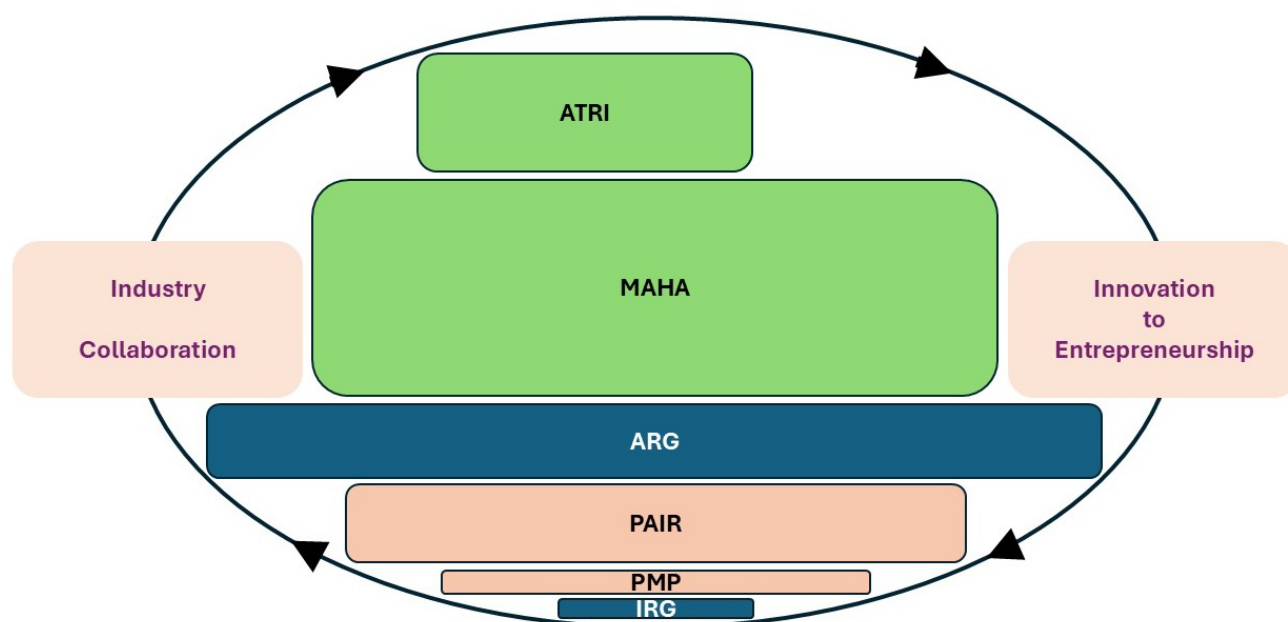 ATRI
MAHA
Industry
Collaboration
Innovation
to
Entrepreneurship
ARG
PAIR
PMP
IRG